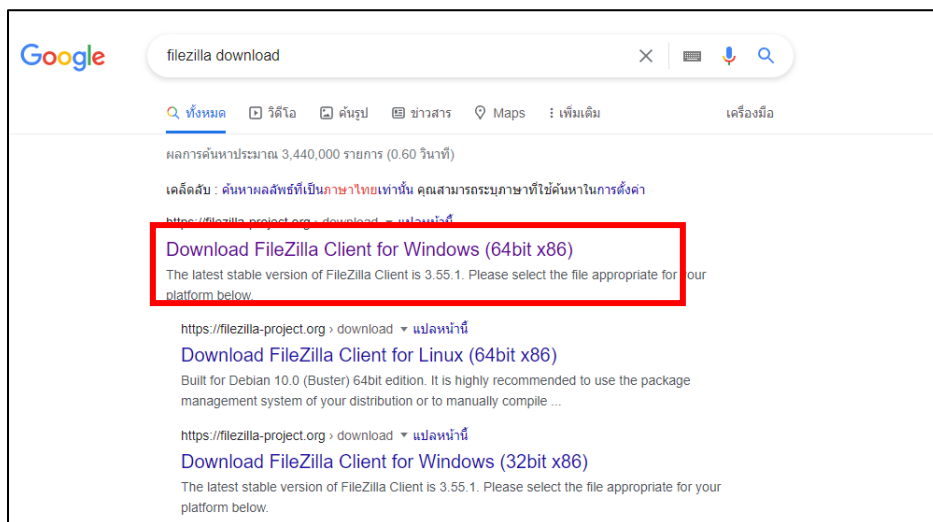 Google
filezilla download
ทั้งหมด วิดีโอ ค้นรูป ข่าวสาร Maps เพิ่มเติม เครื่องมือ
ผลการค้นหาประมาณ 3,440,000 รายการ (0.60 วินาที)
เคล็ดลับ : ค้นหาผลลัพธ์ที่เป็นภาษาไทยเท่านั้น คุณสามารถระบุภาษาที่ใช้ค้นหาในการตั้งค่า
https://filezilla-project.org › download แปลหน้านี้
Download FileZilla Client for Windows (64bit x86)
The latest stable version of FileZilla Client is 3.55.1. Please select the file appropriate for your
platform below.
https://filezilla-project.org › download แปลหน้านี้
Download FileZilla Client for Linux (64bit x86)
Built for Debian 10.0 (Buster) 64bit edition. It is highly recommended to use the package
management system of your distribution or to manually compile ...
https://filezilla-project.org › download แปลหน้านี้
Download FileZilla Client for Windows (32bit x86)
The latest stable version of FileZilla Client is 3.55.1. Please select the file appropriate for your
platform below.